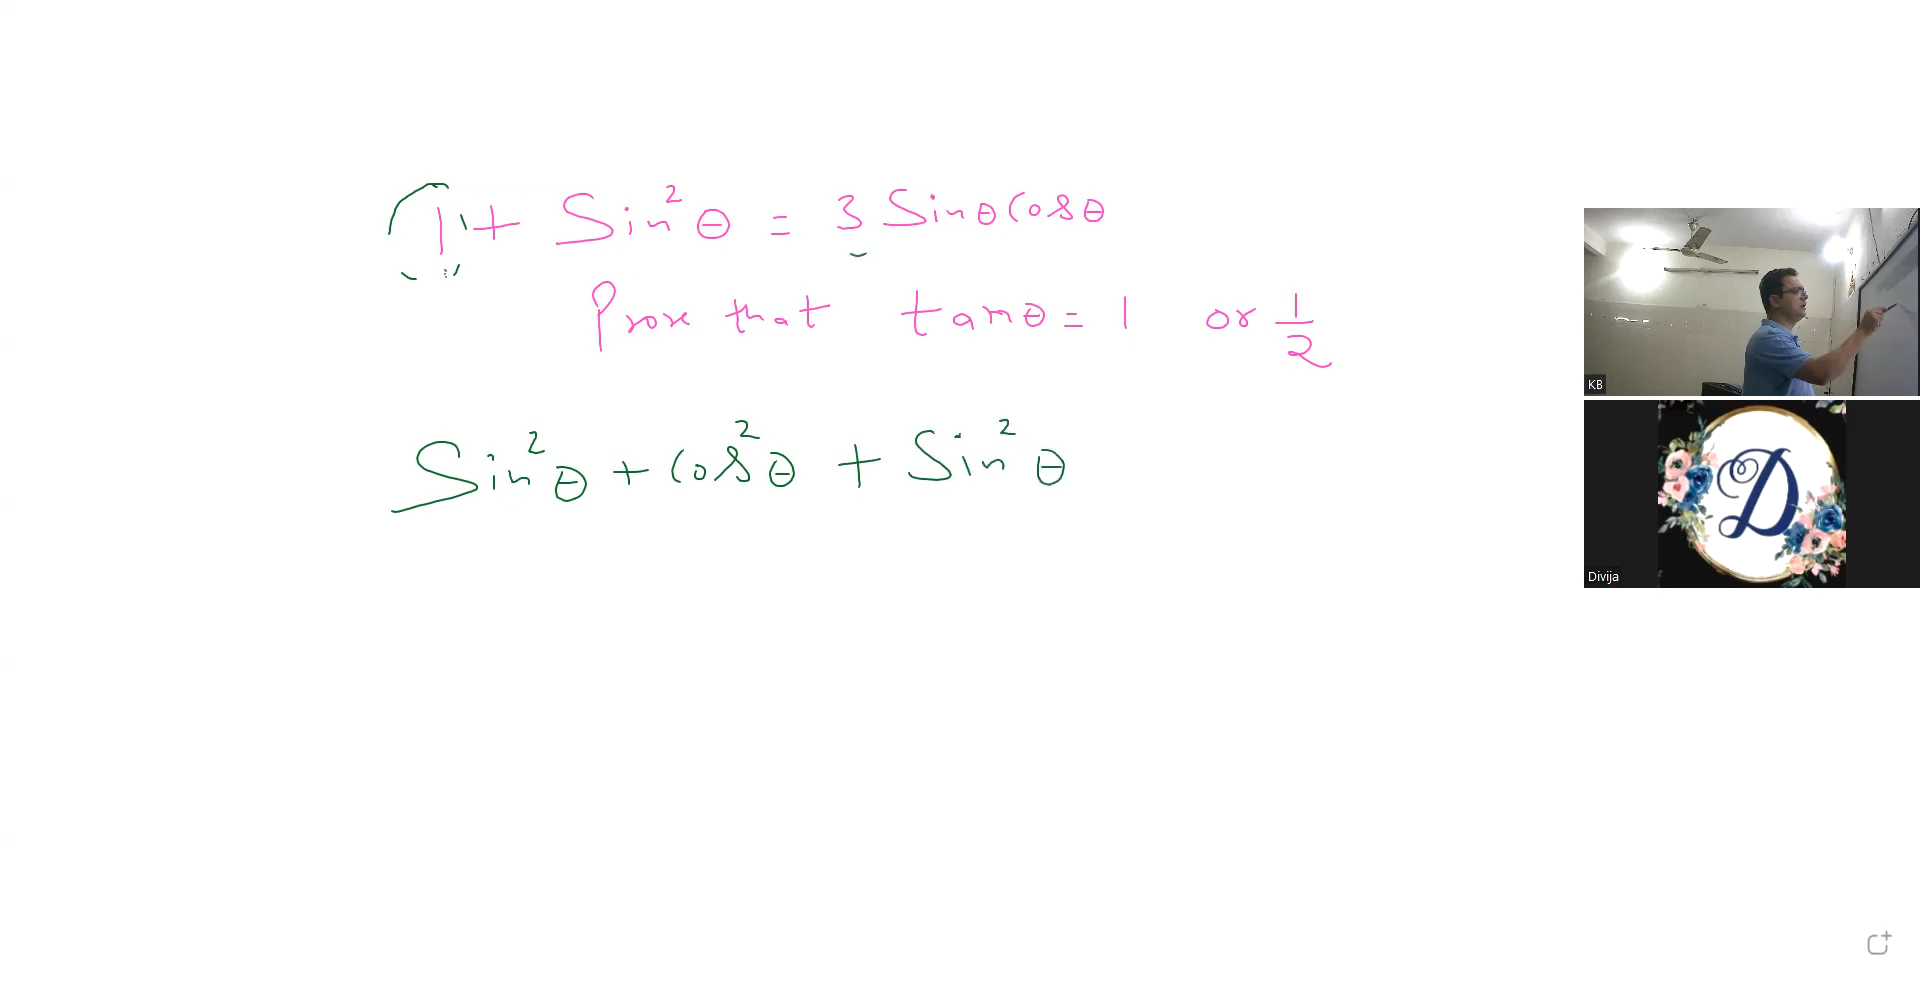 1 + Sin²θ = 3 Sinθ Cosθ
Prove that tanθ = 1 or 1/2
Sin²θ + Cos²θ + Sin²θ
KB
D
Divija